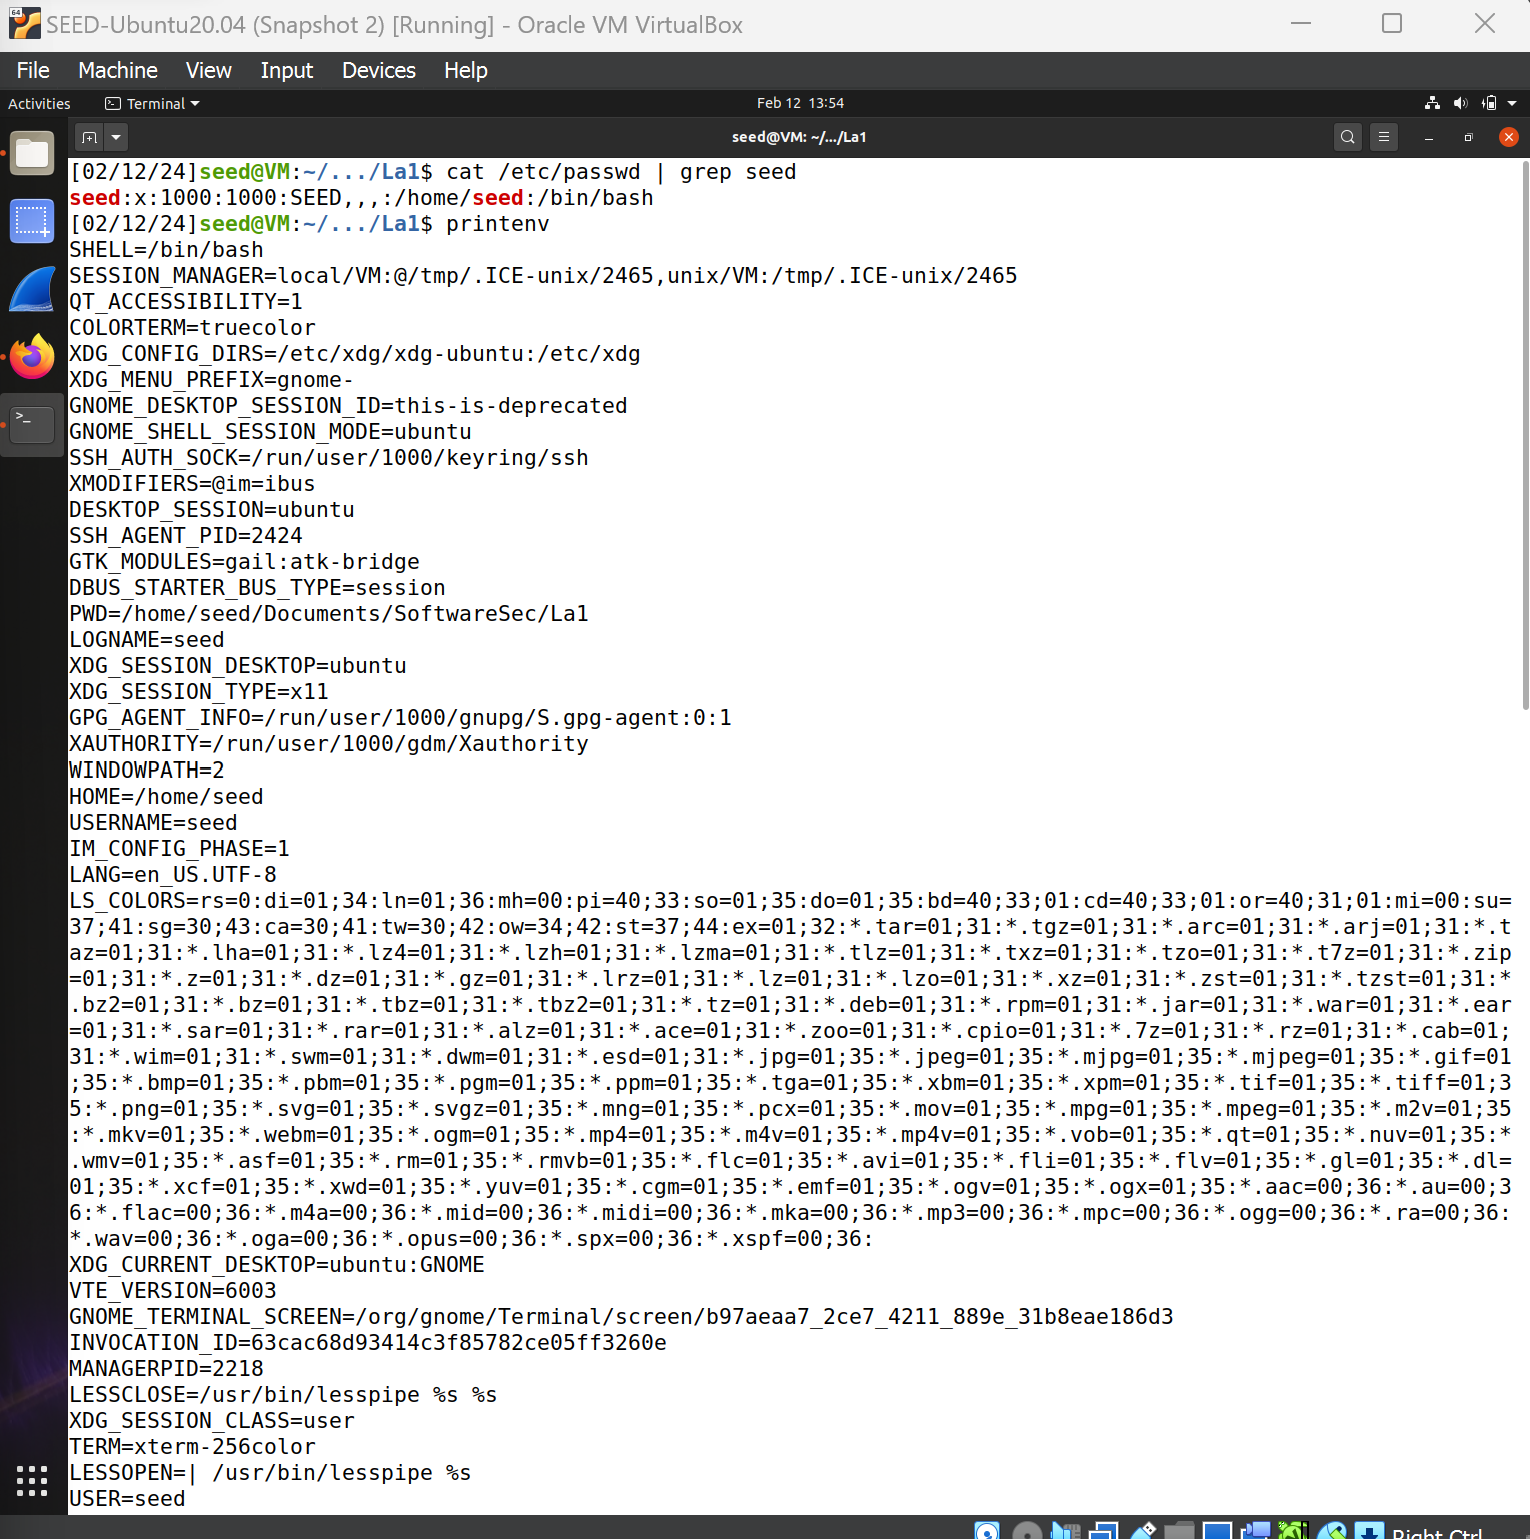 SEED-Ubuntu20.04 (Snapshot 2) [Running] - Oracle VM VirtualBox
File Machine View Input Devices Help
Activities Terminal Feb 12 13:54
seed@VM: ~/.../La1
[02/12/24]seed@VM:~/.../La1$ cat /etc/passwd | grep seed
seed:x:1000:1000:SEED,,,:/home/seed:/bin/bash
[02/12/24]seed@VM:~/.../La1$ printenv
SHELL=/bin/bash
SESSION_MANAGER=local/VM:@/tmp/.ICE-unix/2465,unix/VM:/tmp/.ICE-unix/2465
QT_ACCESSIBILITY=1
COLORTERM=truecolor
XDG_CONFIG_DIRS=/etc/xdg/xdg-ubuntu:/etc/xdg
XDG_MENU_PREFIX=gnome-
GNOME_DESKTOP_SESSION_ID=this-is-deprecated
GNOME_SHELL_SESSION_MODE=ubuntu
SSH_AUTH_SOCK=/run/user/1000/keyring/ssh
XMODIFIERS=@im=ibus
DESKTOP_SESSION=ubuntu
SSH_AGENT_PID=2424
GTK_MODULES=gail:atk-bridge
DBUS_STARTER_BUS_TYPE=session
PWD=/home/seed/Documents/SoftwareSec/La1
LOGNAME=seed
XDG_SESSION_DESKTOP=ubuntu
XDG_SESSION_TYPE=x11
GPG_AGENT_INFO=/run/user/1000/gnupg/S.gpg-agent:0:1
XAUTHORITY=/run/user/1000/gdm/Xauthority
WINDOWPATH=2
HOME=/home/seed
USERNAME=seed
IM_CONFIG_PHASE=1
LANG=en_US.UTF-8
LS_COLORS=rs=0:di=01;34:ln=01;36:mh=00:pi=40;33:so=01;35:do=01;35:bd=40;33;01:cd=40;33;01:or=40;31;01:mi=00:su=
37;41:sg=30;43:ca=30;41:tw=30;42:ow=34;42:st=37;44:ex=01;32:*.tar=01;31:*.tgz=01;31:*.arc=01;31:*.arj=01;31:*.t
az=01;31:*.lha=01;31:*.lz4=01;31:*.lzh=01;31:*.lzma=01;31:*.tlz=01;31:*.txz=01;31:*.tzo=01;31:*.t7z=01;31:*.zip
=01;31:*.z=01;31:*.dz=01;31:*.gz=01;31:*.lrz=01;31:*.lz=01;31:*.lzo=01;31:*.xz=01;31:*.zst=01;31:*.tzst=01;31:*
.bz2=01;31:*.bz=01;31:*.tbz=01;31:*.tbz2=01;31:*.tz=01;31:*.deb=01;31:*.rpm=01;31:*.jar=01;31:*.war=01;31:*.ear
=01;31:*.sar=01;31:*.rar=01;31:*.alz=01;31:*.ace=01;31:*.zoo=01;31:*.cpio=01;31:*.7z=01;31:*.rz=01;31:*.cab=01;
31:*.wim=01;31:*.swm=01;31:*.dwm=01;31:*.esd=01;31:*.jpg=01;35:*.jpeg=01;35:*.mjpg=01;35:*.mjpeg=01;35:*.gif=01
;35:*.bmp=01;35:*.pbm=01;35:*.pgm=01;35:*.ppm=01;35:*.tga=01;35:*.xbm=01;35:*.xpm=01;35:*.tif=01;35:*.tiff=01;3
5:*.png=01;35:*.svg=01;35:*.svgz=01;35:*.mng=01;35:*.pcx=01;35:*.mov=01;35:*.mpg=01;35:*.mpeg=01;35:*.m2v=01;35
:*.mkv=01;35:*.webm=01;35:*.ogm=01;35:*.mp4=01;35:*.m4v=01;35:*.mp4v=01;35:*.vob=01;35:*.qt=01;35:*.nuv=01;35:*
.wmv=01;35:*.asf=01;35:*.rm=01;35:*.rmvb=01;35:*.flc=01;35:*.avi=01;35:*.fli=01;35:*.flv=01;35:*.gl=01;35:*.dl=
01;35:*.xcf=01;35:*.xwd=01;35:*.yuv=01;35:*.cgm=01;35:*.emf=01;35:*.ogv=01;35:*.ogx=01;35:*.aac=00;36:*.au=00;3
6:*.flac=00;36:*.m4a=00;36:*.mid=00;36:*.midi=00;36:*.mka=00;36:*.mp3=00;36:*.mpc=00;36:*.ogg=00;36:*.ra=00;36:
*.wav=00;36:*.oga=00;36:*.opus=00;36:*.spx=00;36:*.xspf=00;36:
XDG_CURRENT_DESKTOP=ubuntu:GNOME
VTE_VERSION=6003
GNOME_TERMINAL_SCREEN=/org/gnome/Terminal/screen/b97aeaa7_2ce7_4211_889e_31b8eae186d3
INVOCATION_ID=63cac68d93414c3f85782ce05ff3260e
MANAGERPID=2218
LESSCLOSE=/usr/bin/lesspipe %s %s
XDG_SESSION_CLASS=user
TERM=xterm-256color
LESSOPEN=| /usr/bin/lesspipe %s
USER=seed
Right Ctrl